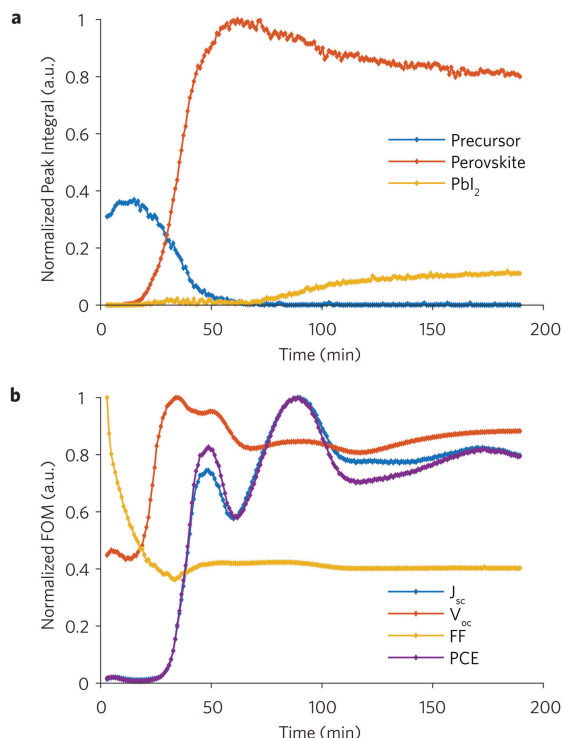 a
Normalized Peak Integral (a.u.)
1
0.8
0.6
0.4
0.2
0
Precursor
Perovskite
PbI₂
0 50 100 150 200
Time (min)
b
Normalized FOM (a.u.)
1
0.8
0.6
0.4
0.2
0
J_sc
V_oc
FF
PCE
0 50 100 150 200
Time (min)